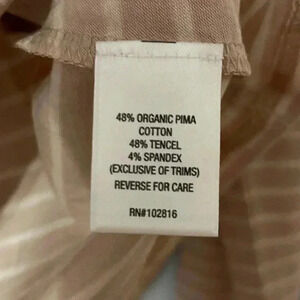 48% ORGANIC PIMA
COTTON
48% TENCEL
4% SPANDEX
(EXCLUSIVE OF TRIMS)
REVERSE FOR CARE
RN#102816